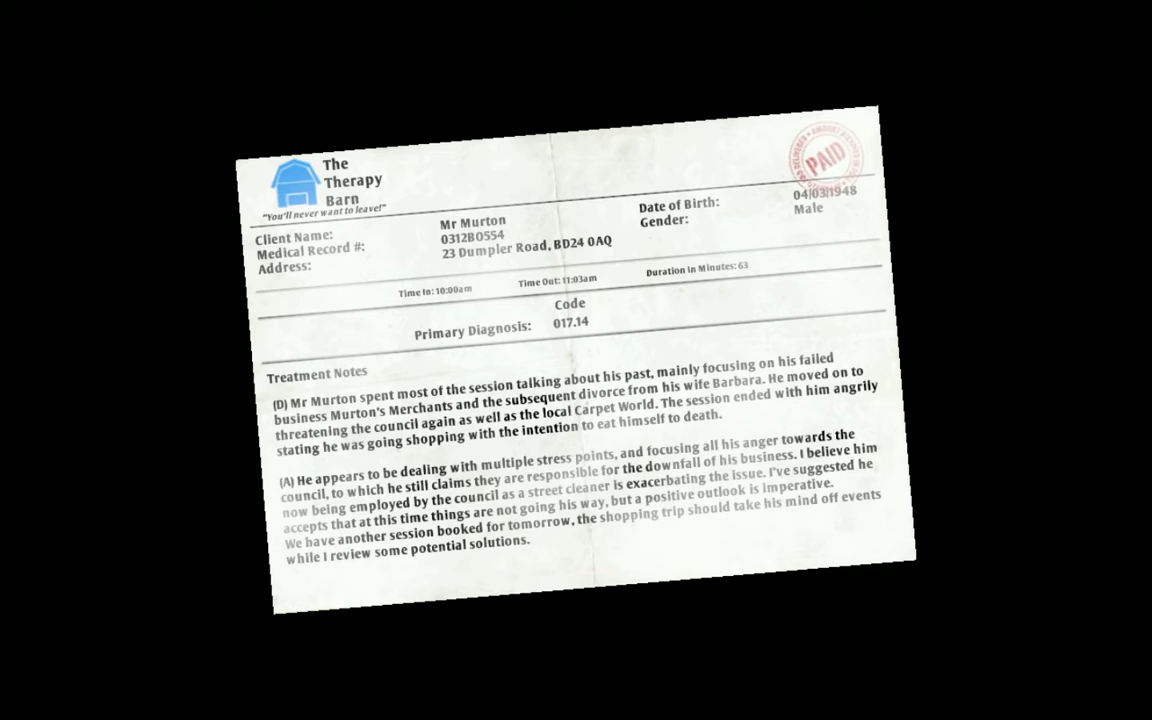 The
Therapy
Barn
"You'll never want to leave!"
PAID
Client Name: Mr Murton
Medical Record #: 0312B0554
Address: 23 Dumpler Road, BD24 0AQ
Date of Birth: 04/03/1948
Gender: Male
Time In: 10:00am Time Out: 11:03am Duration in Minutes: 63
Code
Primary Diagnosis: 017.14
Treatment Notes
(D) Mr Murton spent most of the session talking about his past, mainly focusing on his failed
business Murton's Merchants and the subsequent divorce from his wife Barbara. He moved on to
threatening the council again as well as the local Carpet World. The session ended with him angrily
stating he was going shopping with the intention to eat himself to death.
(A) He appears to be dealing with multiple stress points, and focusing all his anger towards the
council, to which he still claims they are responsible for the downfall of his business. I believe him
now being employed by the council as a street cleaner is exacerbating the issue. I've suggested he
accepts that at this time things are not going his way, but a positive outlook is imperative.
We have another session booked for tomorrow, the shopping trip should take his mind off events
while I review some potential solutions.